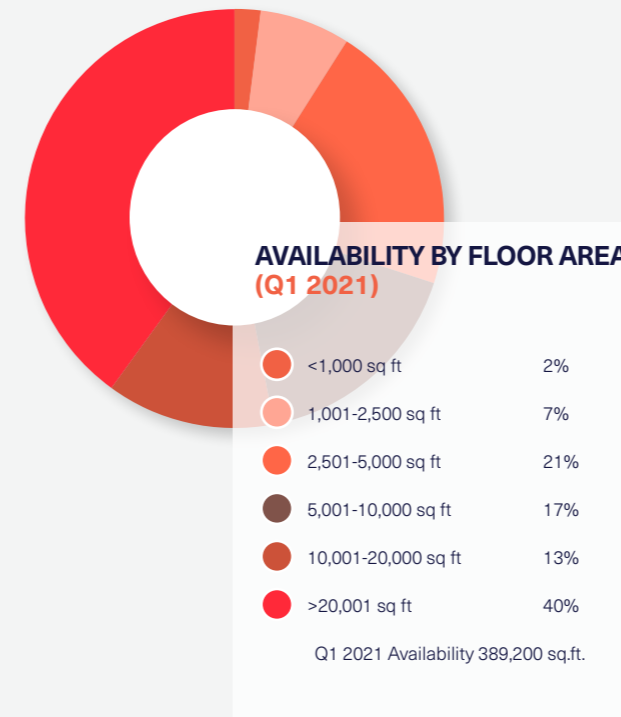 AVAILABILITY BY FLOOR AREA
(Q1 2021)
<1,000 sq ft 2%
1,001-2,500 sq ft 7%
2,501-5,000 sq ft 21%
5,001-10,000 sq ft 17%
10,001-20,000 sq ft 13%
>20,001 sq ft 40%
Q1 2021 Availability 389,200 sq.ft.